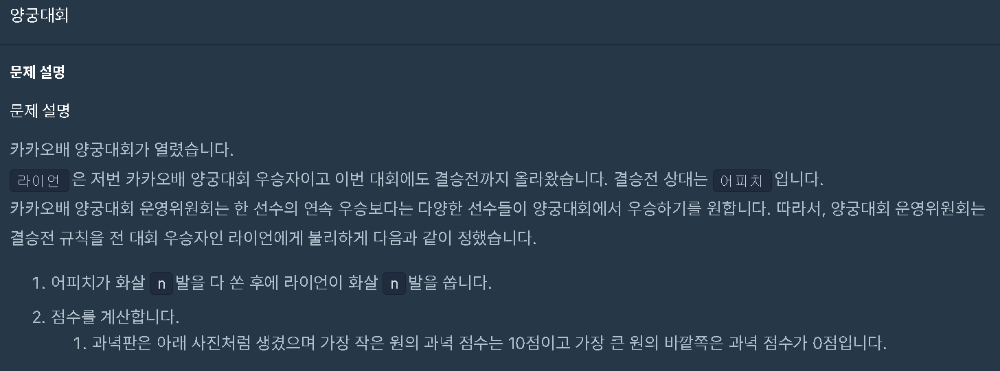 양궁대회
문제 설명
문제 설명
카카오배 양궁대회가 열렸습니다.
라이언 은 저번 카카오배 양궁대회 우승자이고 이번 대회에도 결승전까지 올라왔습니다. 결승전 상대는 어피치 입니다.
카카오배 양궁대회 운영위원회는 한 선수의 연속 우승보다는 다양한 선수들이 양궁대회에서 우승하기를 원합니다. 따라서, 양궁대회 운영위원회는
결승전 규칙을 전 대회 우승자인 라이언에게 불리하게 다음과 같이 정했습니다.
1. 어피치가 화살 n 발을 다 쏜 후에 라이언이 화살 n 발을 쏩니다.
2. 점수를 계산합니다.
1. 과녁판은 아래 사진처럼 생겼으며 가장 작은 원의 과녁 점수는 10점이고 가장 큰 원의 바깥쪽은 과녁 점수가 0점입니다.